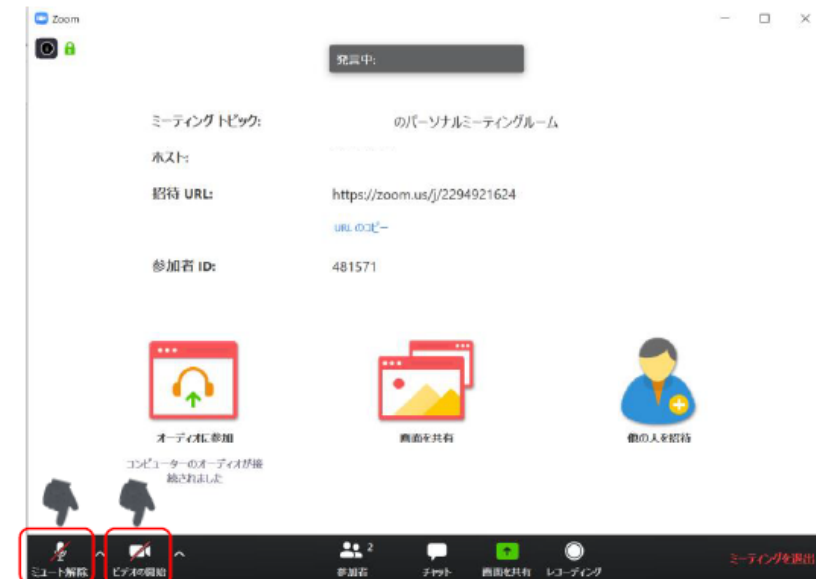 Zoom
発言中:
ミーティング トピック:
のパーソナルミーティングルーム
ホスト:
招待 URL:
https://zoom.us/j/2294921624
URL のコピー
参加者 ID:
481571
オーディオに参加
コンピューターのオーディオが接
続されました
画面を共有
他の人を招待
ミュート解除
ビデオの開始
2
参加者
チャット
画面を共有
レコーディング
ミーティングを退出